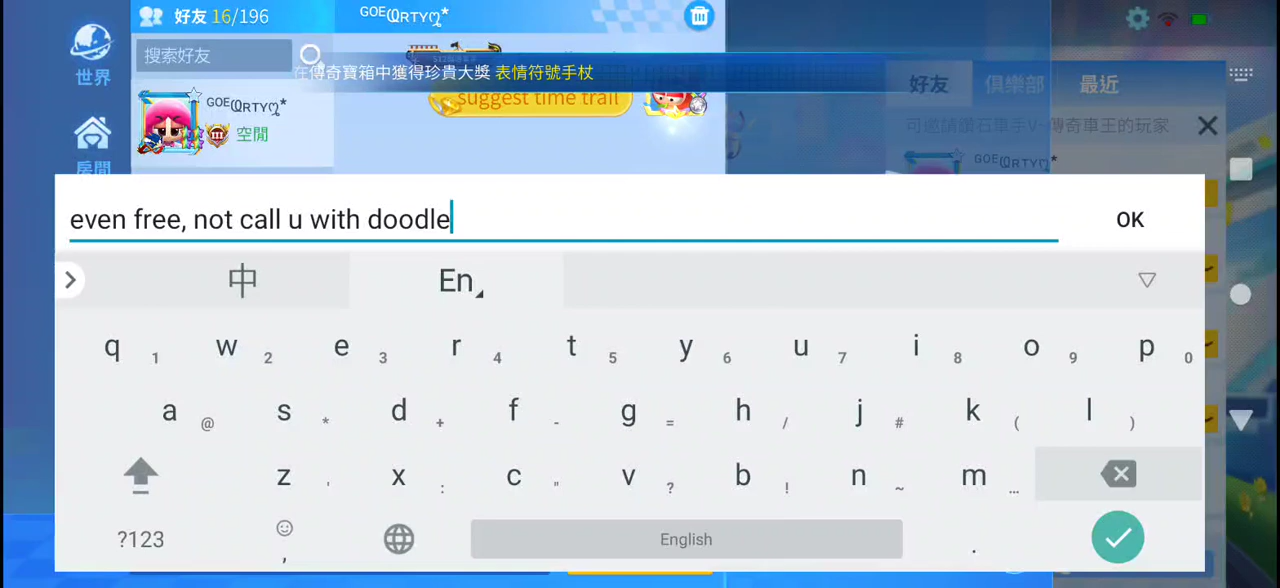 好友 16/196
GOEຸQRTYღ*
搜索好友
世界
在傳奇寶箱中獲得珍貴大獎 表情符號手杖
suggest time trail
好友
俱樂部
最近
可邀請鑽石車手V~傳奇車王的玩家
空閒
房間
even free, not call u with doodle
OK
中
En
q 1 w 2 e 3 r 4 t 5 y 6 u 7 i 8 o 9 p 0
a @ s * d + f - g = h / j # k ( l )
z ' x : c " v ? b ! n ~ m …
?123
,
English
.